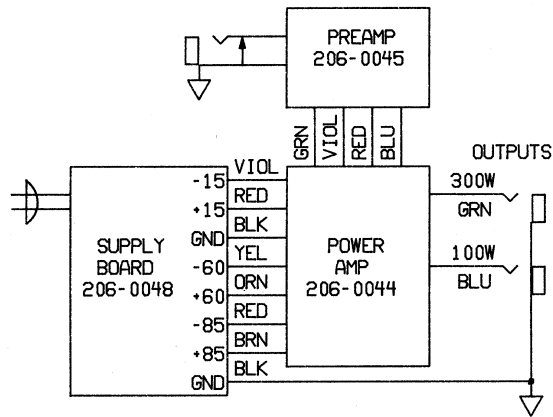 PREAMP
206-0045
GRN
VIOL
RED
BLU
OUTPUTS
SUPPLY
BOARD
206-0048
-15
+15
GND
-60
+60
-85
+85
GND
VIOL
RED
BLK
YEL
ORN
RED
BRN
BLK
POWER
AMP
206-0044
300W
GRN
100W
BLU